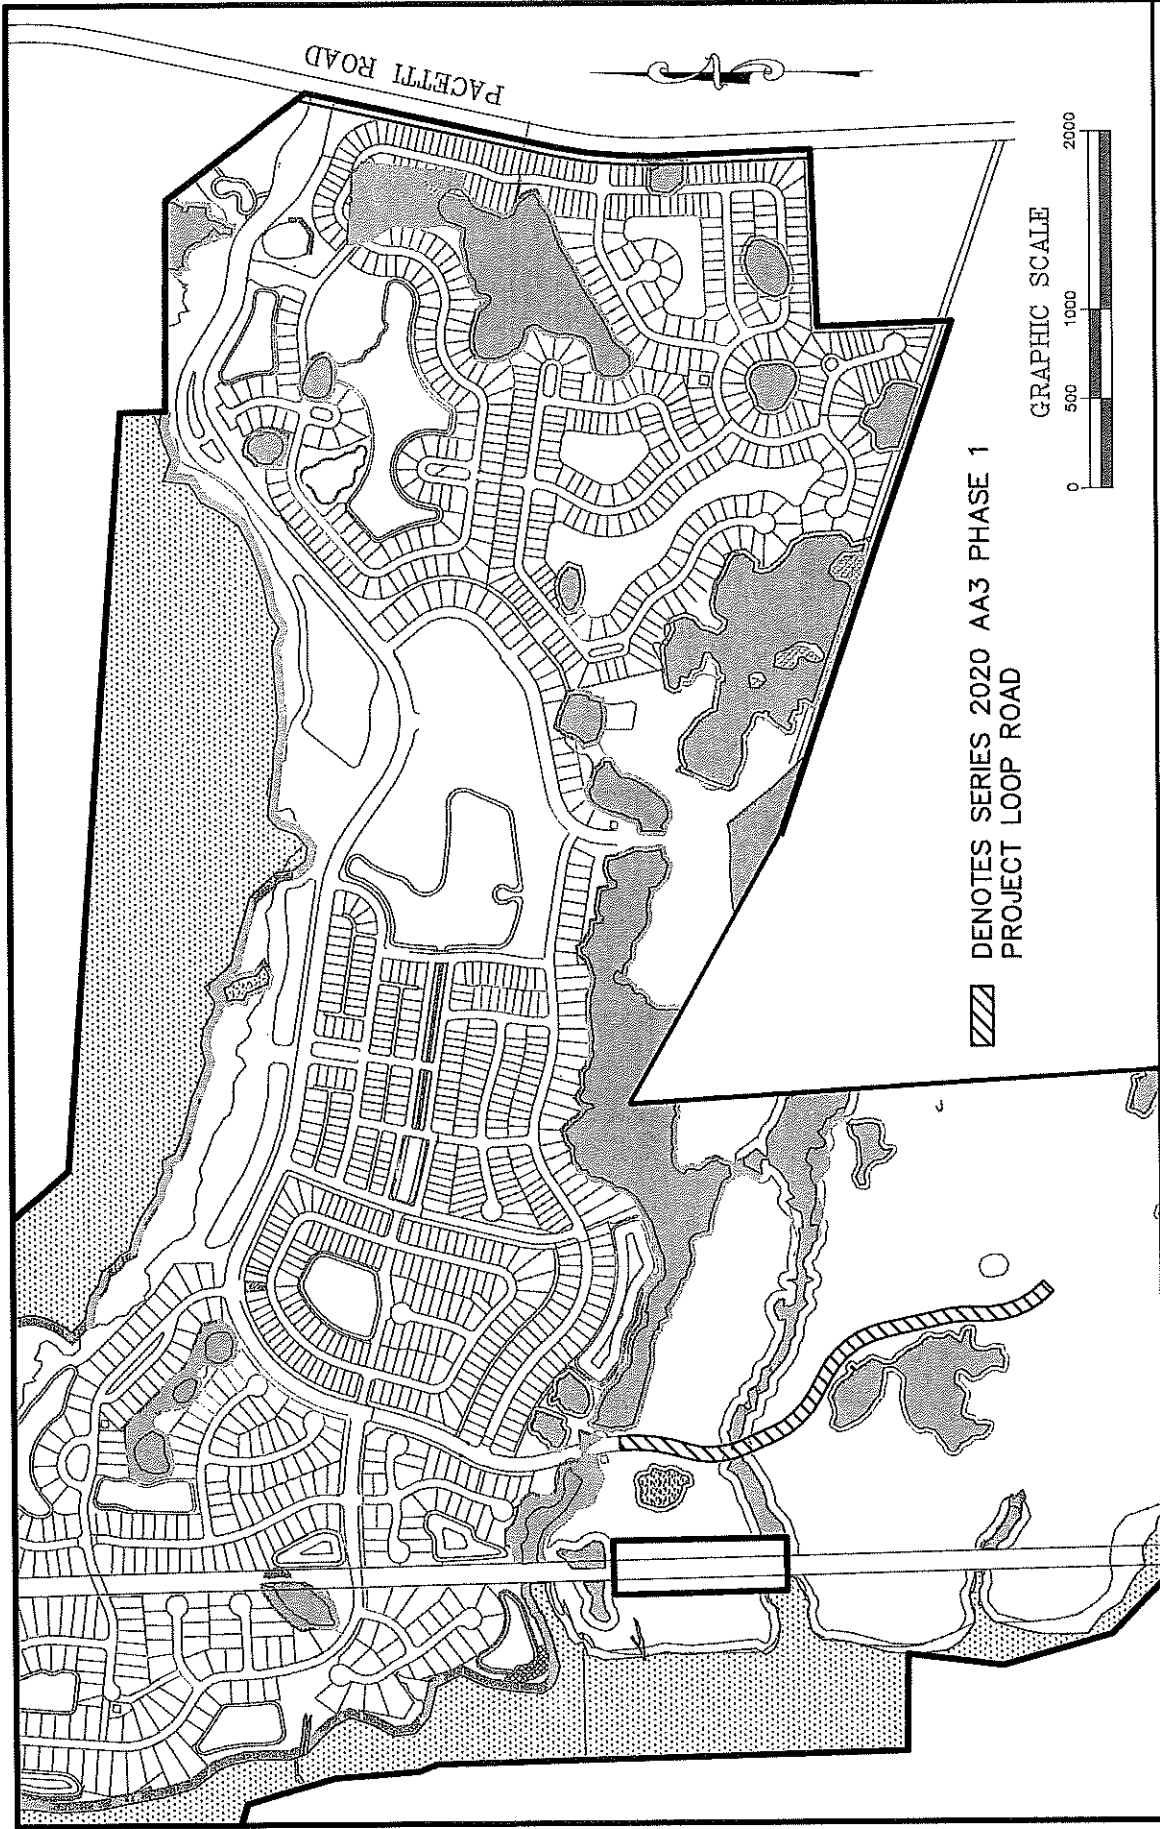 PACETTI ROAD
GRAPHIC SCALE
0 500 1000 2000
DENOTES SERIES 2020 AA3 PHASE 1
PROJECT LOOP ROAD